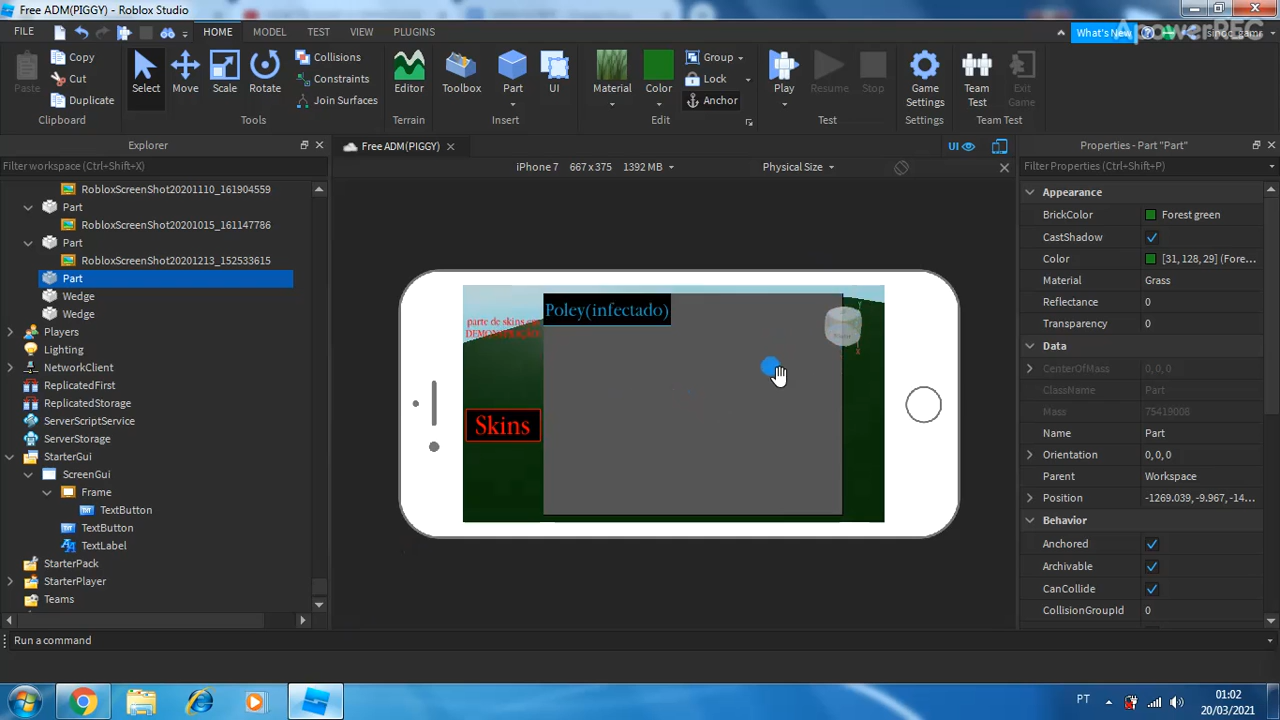 Free ADM(PIGGY) - Roblox Studio
ApowerREC
FILE
HOME
MODEL
TEST
VIEW
PLUGINS
What's New
Paste
Copy
Cut
Duplicate
Clipboard
Select
Move
Scale
Rotate
Collisions
Constraints
Join Surfaces
Tools
Editor
Terrain
Toolbox
Part
UI
Insert
Material
Color
Group
Lock
Anchor
Edit
Play
Resume
Stop
Test
Game Settings
Settings
Team Test
Exit Game
Team Test
Explorer
Filter workspace (Ctrl+Shift+X)
RobloxScreenShot20201110_161904559
Part
RobloxScreenShot20201015_161147786
Part
RobloxScreenShot20201213_152533615
Part
Wedge
Wedge
Players
Lighting
NetworkClient
ReplicatedFirst
ReplicatedStorage
ServerScriptService
ServerStorage
StarterGui
ScreenGui
Frame
TextButton
TextButton
TextLabel
StarterPack
StarterPlayer
Teams
Free ADM(PIGGY)
UI
iPhone 7 667 x 375 1392 MB
Physical Size
parte de skins em
Poley(infectado)
Skins
Properties - Part "Part"
Filter Properties (Ctrl+Shift+P)
Appearance
BrickColor Forest green
CastShadow
Color [31, 128, 29] (Fore...
Material Grass
Reflectance 0
Transparency 0
Data
CenterOfMass 0, 0, 0
ClassName Part
Mass 75419008
Name Part
Orientation 0, 0, 0
Parent Workspace
Position -1269.039, -9.967, -14...
Behavior
Anchored
Archivable
CanCollide
CollisionGroupId 0
Run a command
PT
01:02
20/03/2021